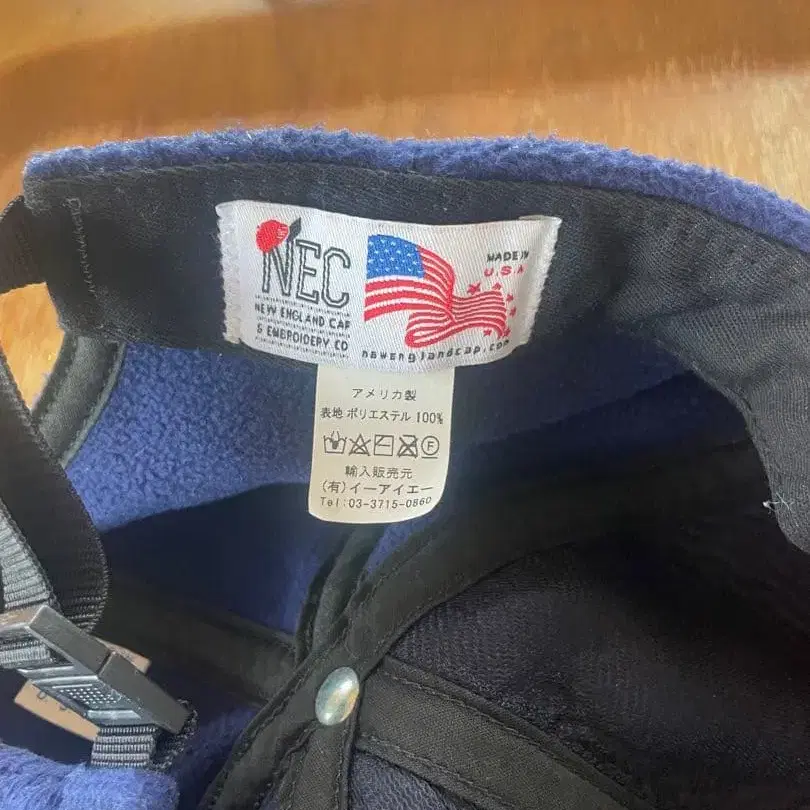 NEC
NEW ENGLAND CAP
& EMBROIDERY CO
MADE IN
U.S.A
newenglandcap.com
アメリカ製
表地 ポリエステル 100%
F
輸入販売元
(有)イーアイエー
Tel:03-3715-0860